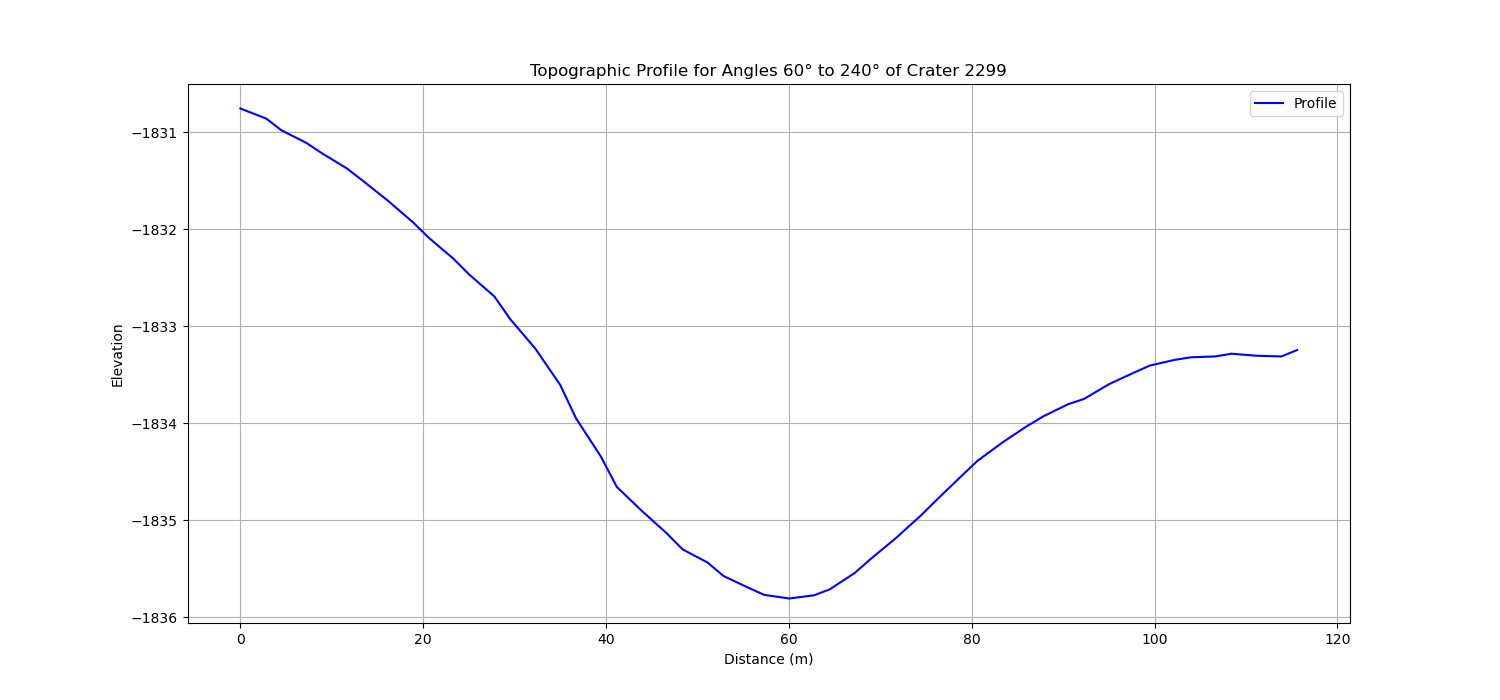 Topographic Profile for Angles 60° to 240° of Crater 2299
Profile
−1831
−1832
−1833
−1834
−1835
−1836
Elevation
0 20 40 60 80 100 120
Distance (m)